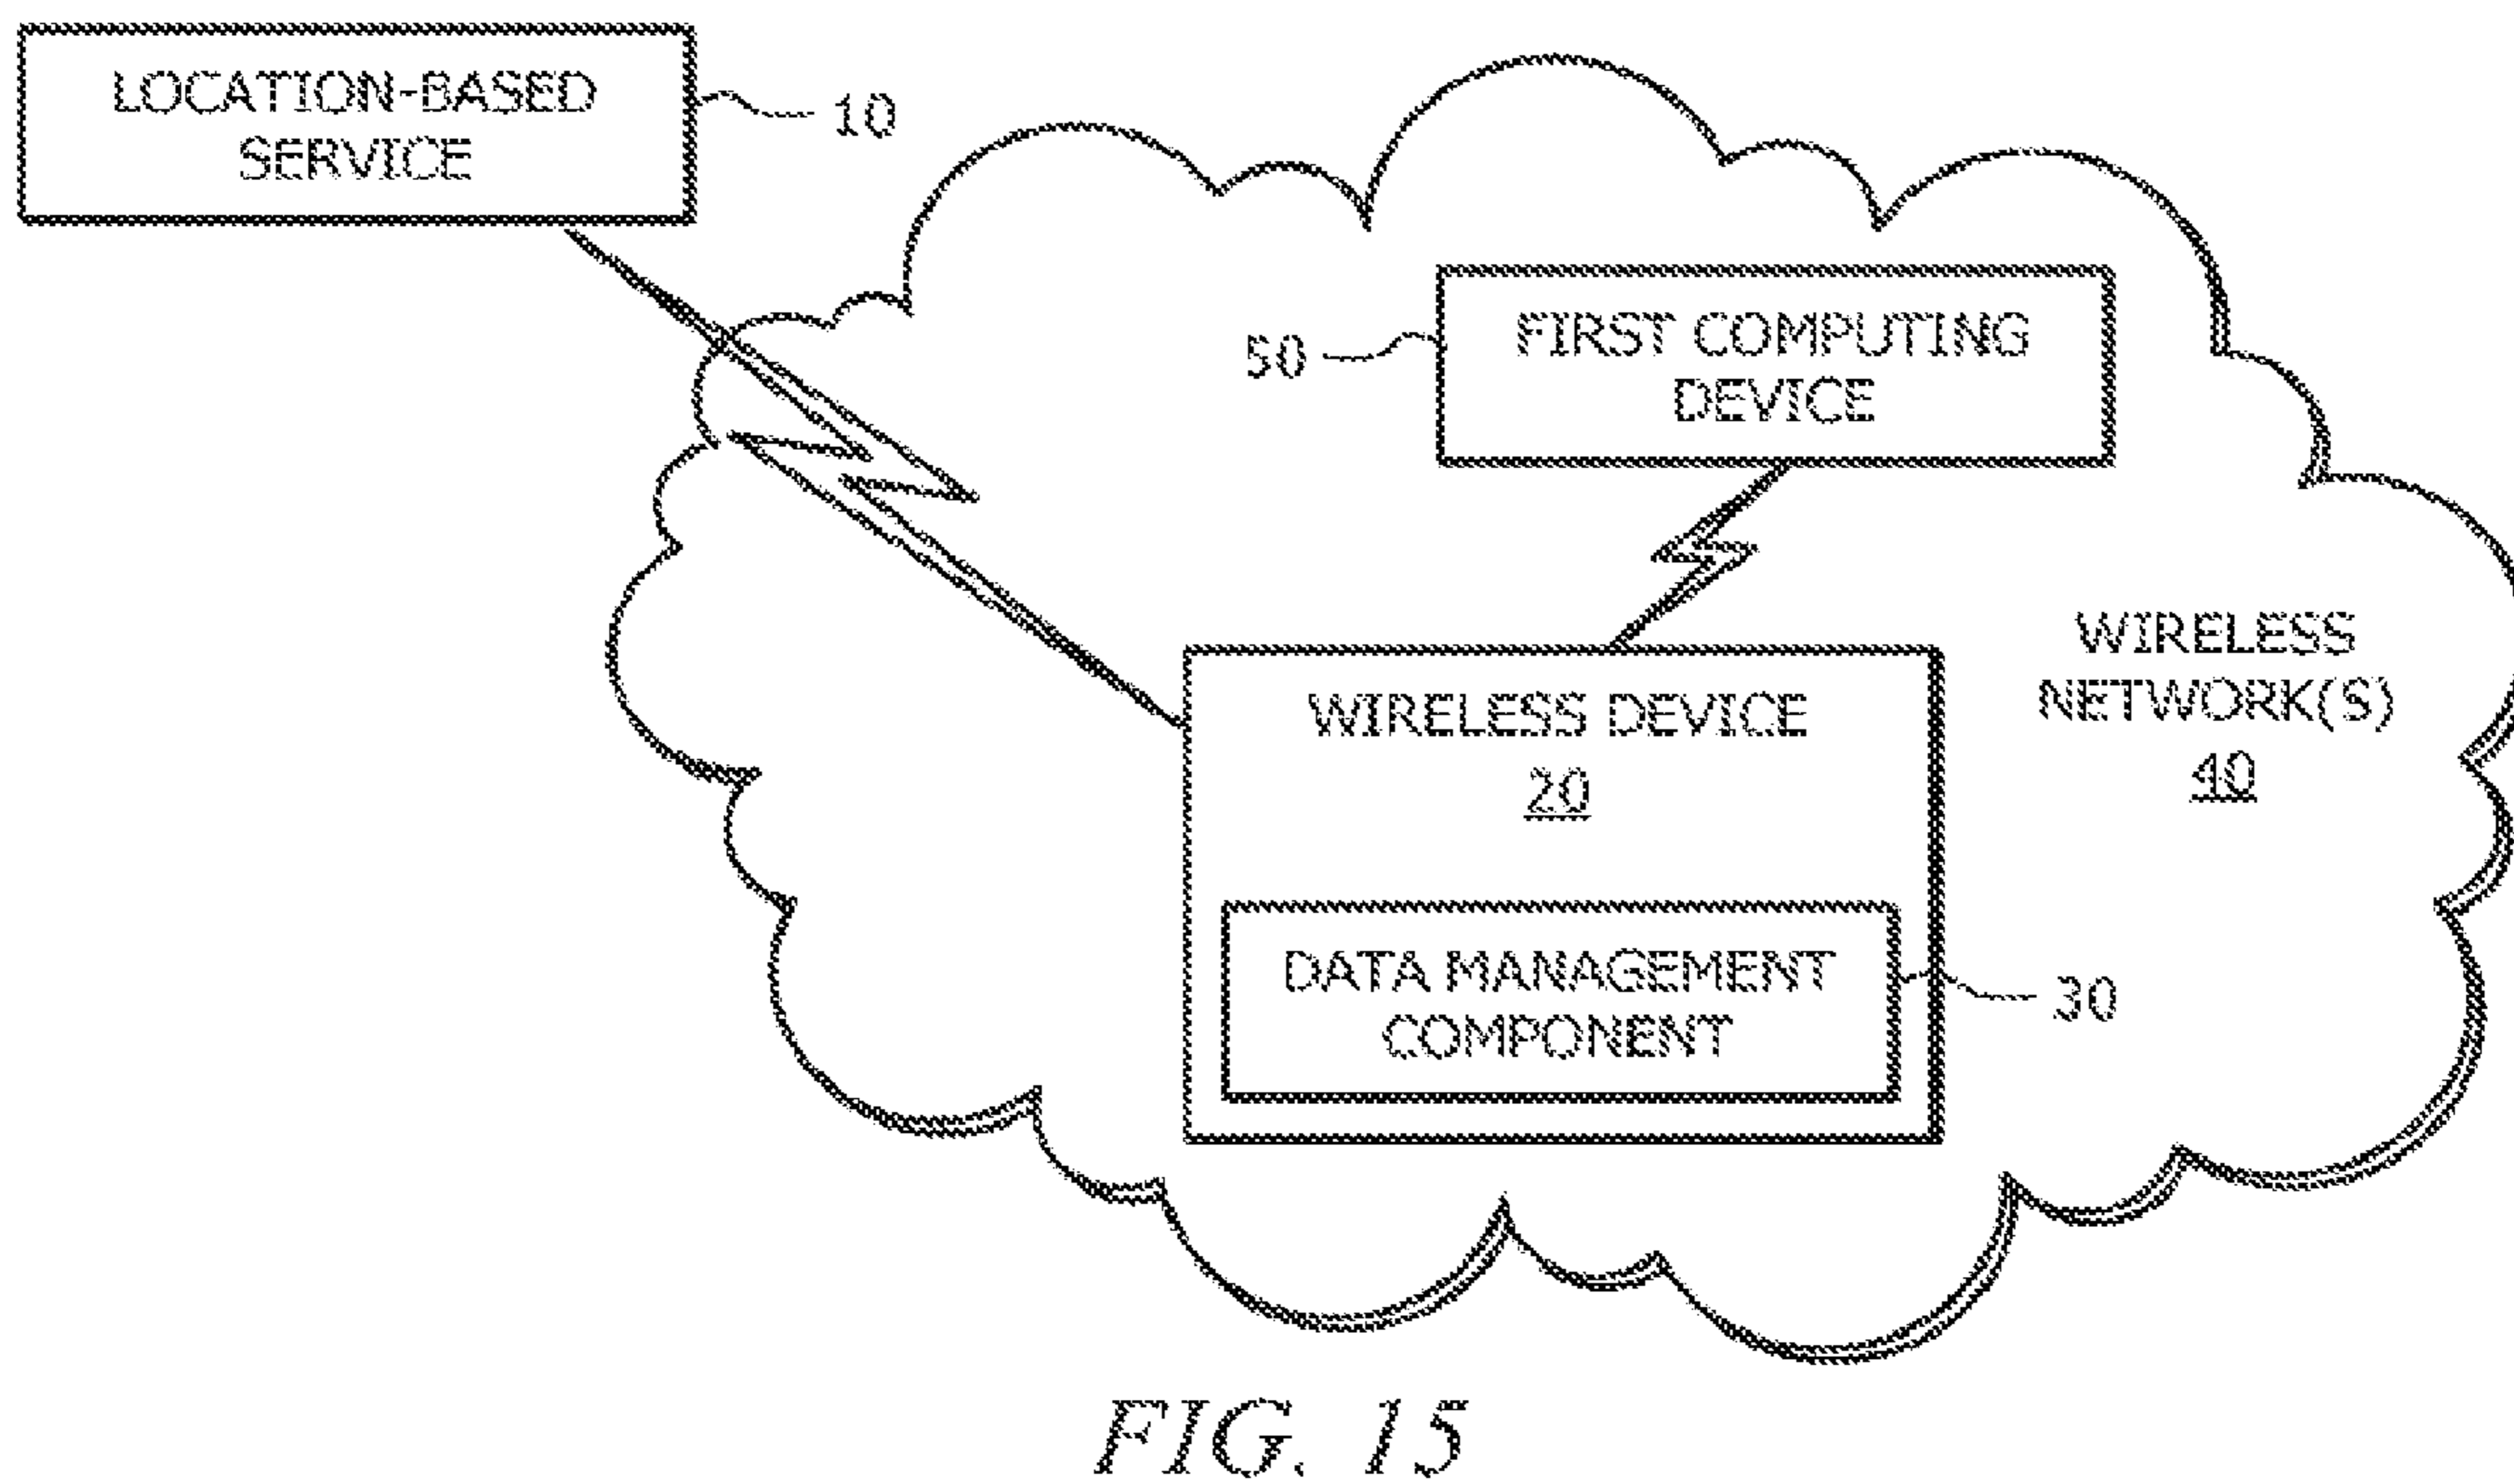 LOCATION-BASED
SERVICE
10
50
FIRST COMPUTING
DEVICE
WIRELESS
NETWORK(S)
40
WIRELESS DEVICE
20
DATA MANAGEMENT
COMPONENT
30
FIG. 15